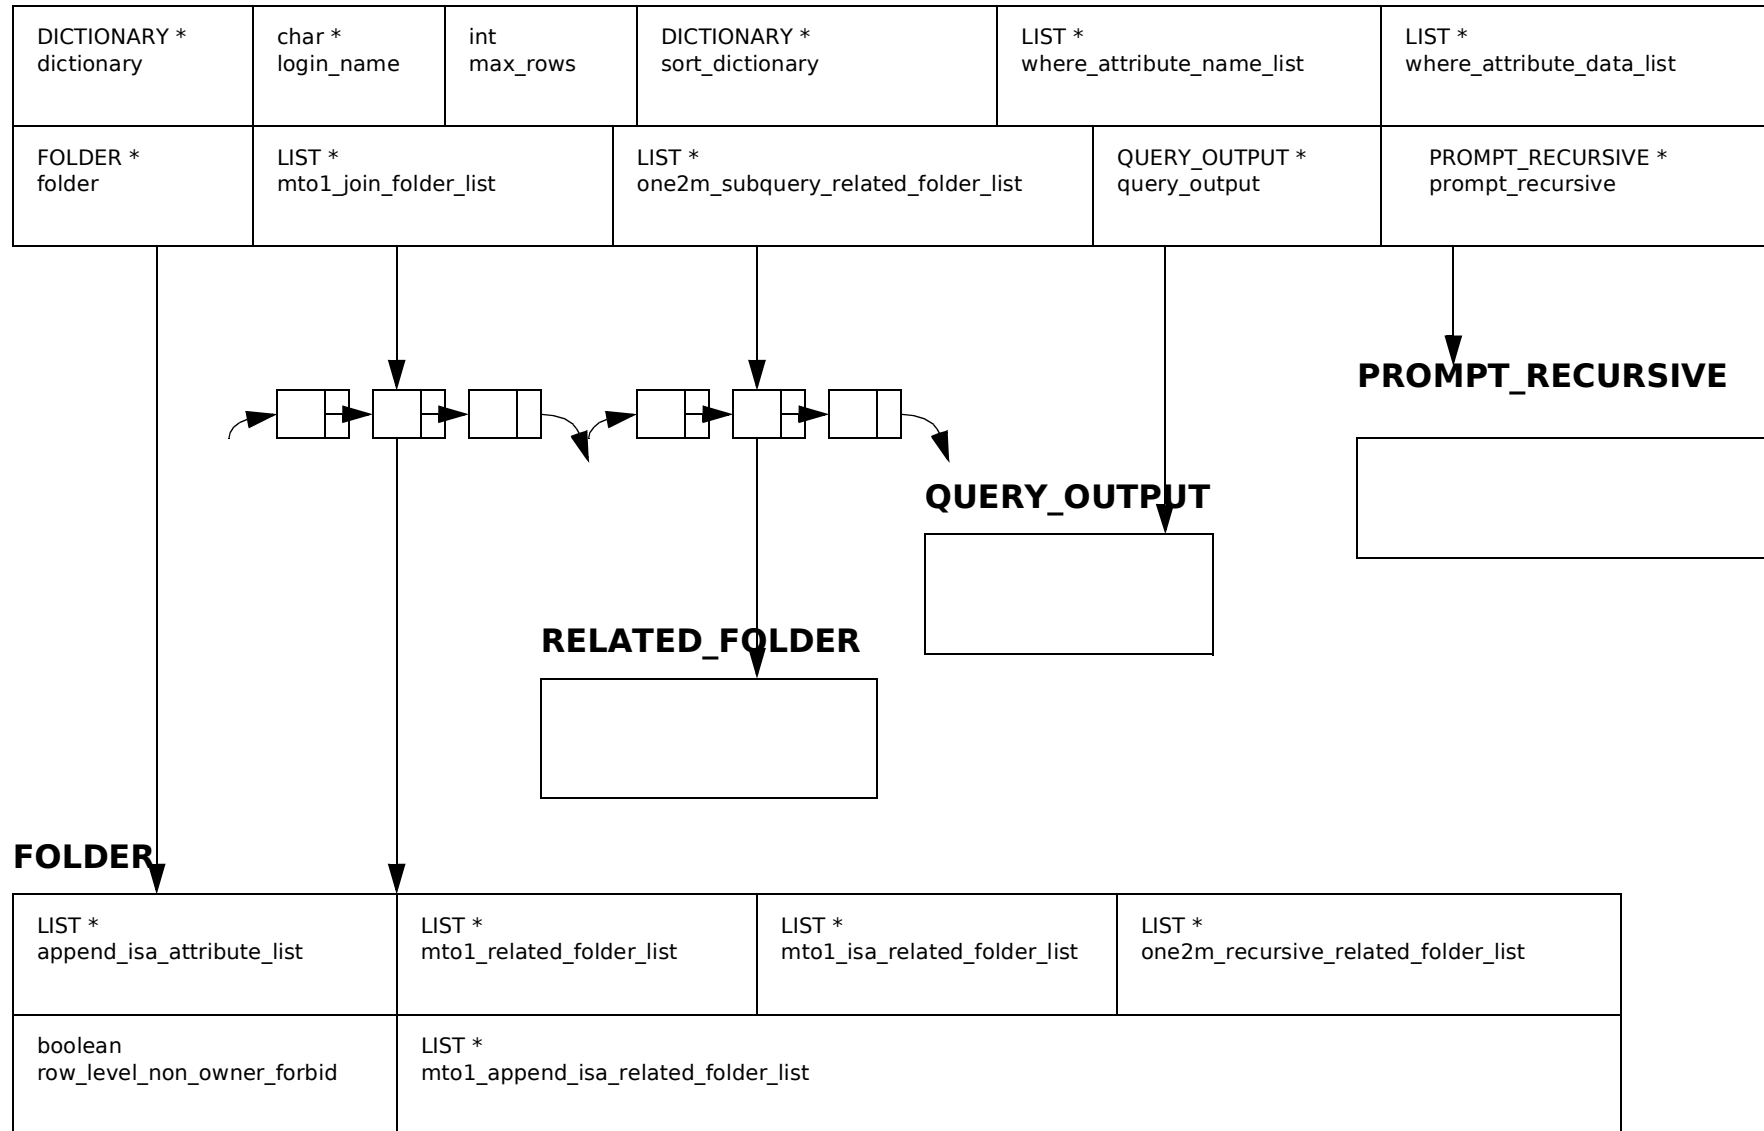 DICTIONARY *
dictionary
char *
login_name
int
max_rows
DICTIONARY *
sort_dictionary
LIST *
where_attribute_name_list
LIST *
where_attribute_data_list
FOLDER *
folder
LIST *
mto1_join_folder_list
LIST *
one2m_subquery_related_folder_list
QUERY_OUTPUT *
query_output
PROMPT_RECURSIVE *
prompt_recursive
PROMPT_RECURSIVE
QUERY_OUTPUT
RELATED_FOLDER
FOLDER
LIST *
append_isa_attribute_list
LIST *
mto1_related_folder_list
LIST *
mto1_isa_related_folder_list
LIST *
one2m_recursive_related_folder_list
boolean
row_level_non_owner_forbid
LIST *
mto1_append_isa_related_folder_list